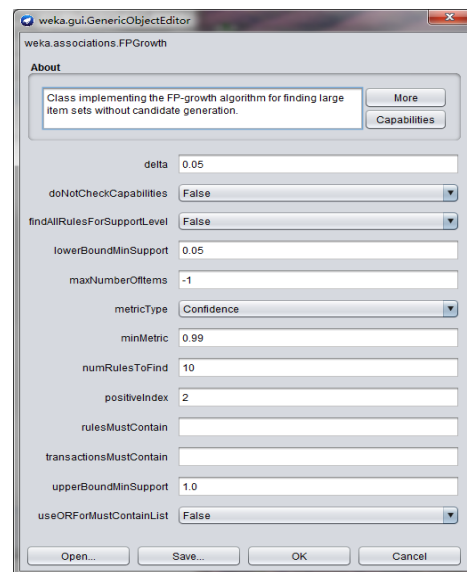 weka.gui.GenericObjectEditor
weka.associations.FPGrowth
About
Class implementing the FP-growth algorithm for finding large
item sets without candidate generation.
More
Capabilities
delta 0.05
doNotCheckCapabilities False
findAllRulesForSupportLevel False
lowerBoundMinSupport 0.05
maxNumberOfItems -1
metricType Confidence
minMetric 0.99
numRulesToFind 10
positiveIndex 2
rulesMustContain
transactionsMustContain
upperBoundMinSupport 1.0
useORForMustContainList False
Open... Save... OK Cancel